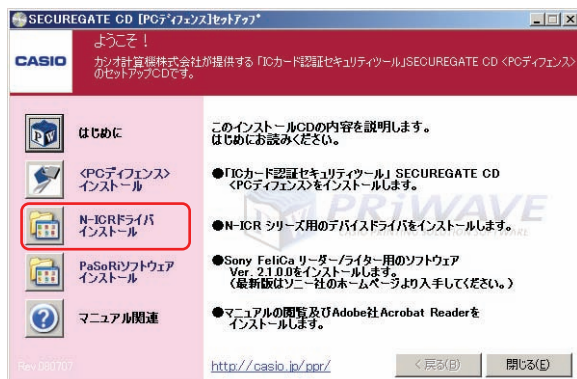 SECUREGATE CD [PCﾃﾞｨﾌｪﾝｽ]ｾｯﾄｱｯﾌﾟ
ようこそ！
CASIO
カシオ計算機株式会社が提供する「ICカード認証セキュリティツール」SECUREGATE CD <PCディフェンス>
のセットアップCDです。
はじめに
このインストールCDの内容を説明します。
はじめにお読みください。
<PCディフェンス>
インストール
●「ICカード認証セキュリティツール」 SECUREGATE CD
<PCディフェンス>をインストールします。
PRiWAVE
N-ICRドライバ
インストール
●N-ICR シリーズ用のデバイスドライバをインストールします。
PaSoRiソフトウェア
インストール
●Sony FeliCa リーダー/ライター用のソフトウェア
Ver. 2.1.0.0をインストールします。
（最新版はソニー社のホームページより入手してください。）
マニュアル関連
●マニュアルの閲覧及びAdobe社Acrobat Readerを
インストールします。
Rev.080707
http://casio.jp/ppr/
< 戻る(B)
閉じる(E)